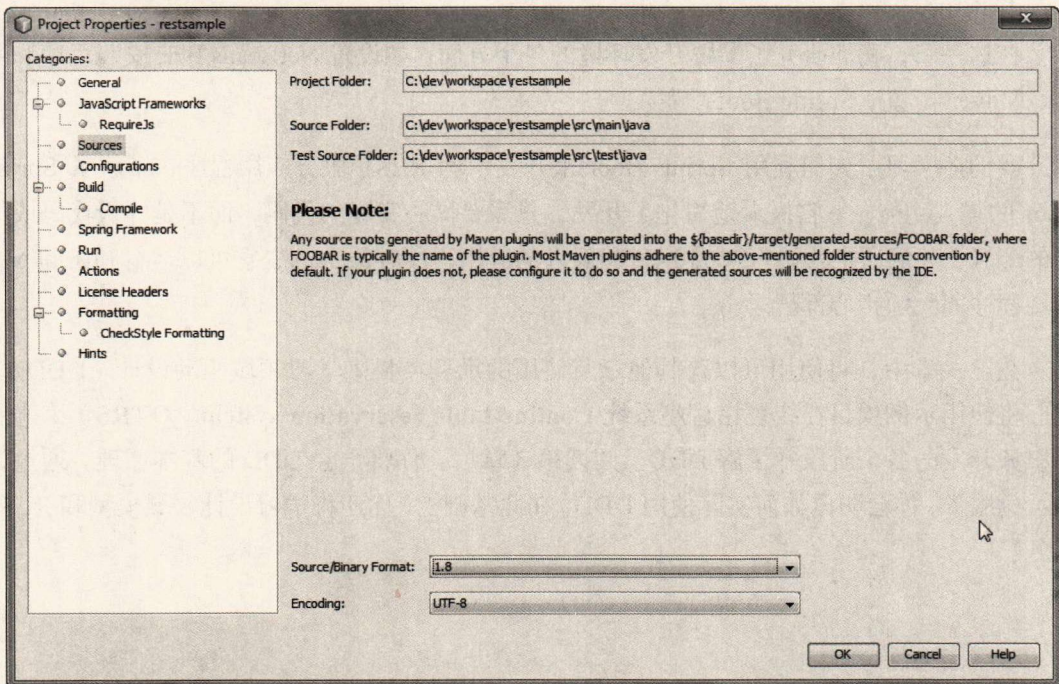 Project Properties - restsample
Categories:
General
JavaScript Frameworks
RequireJs
Sources
Configurations
Build
Compile
Spring Framework
Run
Actions
License Headers
Formatting
CheckStyle Formatting
Hints
Project Folder: C:\dev\workspace\restsample
Source Folder: C:\dev\workspace\restsample\src\main\java
Test Source Folder: C:\dev\workspace\restsample\src\test\java
Please Note:
Any source roots generated by Maven plugins will be generated into the ${basedir}/target/generated-sources/FOOBAR folder, where
FOOBAR is typically the name of the plugin. Most Maven plugins adhere to the above-mentioned folder structure convention by
default. If your plugin does not, please configure it to do so and the generated sources will be recognized by the IDE.
Source/Binary Format: 1.8
Encoding: UTF-8
OK Cancel Help